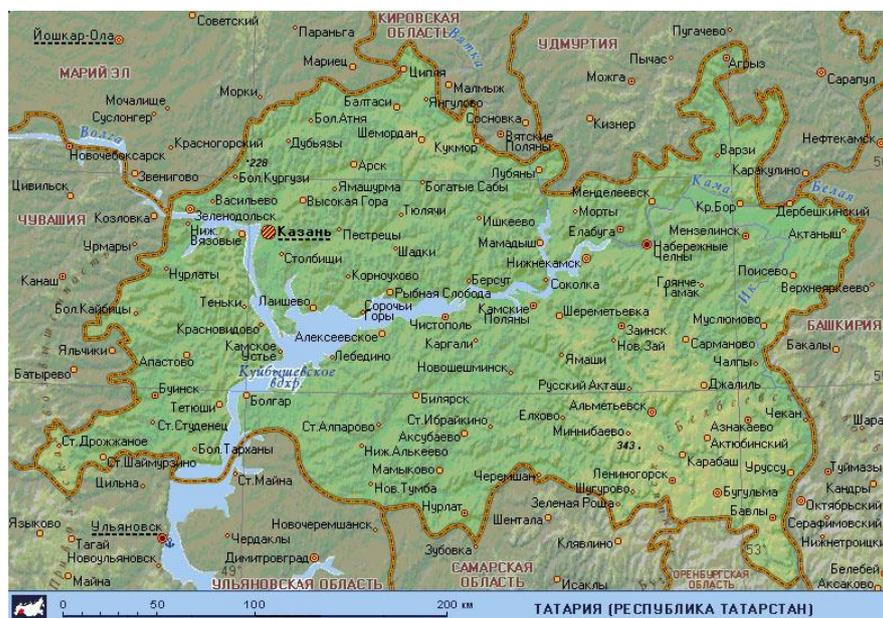 КИРОВСКАЯ
ОБЛАСТЬ
Советский
Параньга
Йошкар-Ола
Вятка
УДМУРТИЯ
Пугачево
Мариец
Циппя
Пычас
Агрыз
МАРИЙ ЭЛ
Малмыж
Можга
Сарапул
Морки
Балтаси
Янгулово
Мочалище
Суслонгер
Бол.Атня
Сосновка
Кизнер
Волга
Красногорский
Дубьязы
Шемордан
Вятские
Поляны
Нефтекамск
Новочебоксарск
228
Кукмор
Варзи
Звенигово
Арск
Лубяны
Каракулино
Бол.Кургузи
Цивильск
Ямашурма
Богатые Сабы
Менделеевск
Кама
Белая
Васильево
Высокая Гора
Козловка
Зеленодольск
Тюлячи
Морты
Кр.Бор
Дербешкинский
ЧУВАШИЯ
Ниж.
Вязовые
Казань
Пестрецы
Ишкеево
Елабуга
Мензелинск
Актаныш
Урмары
Шадки
Мамадыш
Набережные
Челны
Столбищи
Нижнекамск
Канаш
Нурлаты
Корноухово
Берсут
Соколка
Глянче-
Тамак
Поисево
Ик
Верхнеяркеево
Бол.Кайбицы
Теньки
Лаишево
Рыбная Слобода
Сорочьи
Горы
Камские
Поляны
Шереметьевка
Муслюмово
Красновидово
Алексеевское
Чистополь
Заинск
БАШКИРИЯ
Яльчики
Апастово
Камское
Устье
Лебедино
Каргали
Нов.Зай
Сарманово
Бакалы
Батырево
Куйбышевское
вдхр.
Новошешминск
Ямаши
Чалпы
Буинск
Русский Акташ
Джалиль
Тетюши
Болгар
Билярск
Альметьевск
Чекан
Ст.Студенец
Ст.Алпарово
Ст.Ибрайкино
Елхово
Азнакаево
Шара
Ст.Дрожжаное
Аксубаево
Миннибаево
Актюбинский
Бол.Тарханы
Ниж.Алькеево
343
Ст.Шаймурзино
Мамыково
Черемшан
Лениногорск
Карабаш
Уруссу
Туймазы
Цильна
Ст.Майна
Нов.Тумба
Шугурово
Бугульма
Кандры
Октябрьский
Нурлат
Зеленая Роща
Бавлы
Языково
Ульяновск
Новочеремшанск
Шентала
Серафимовский
Тагай
Чердаклы
Клявлино
Нижнетроицки
Новоульяновск
Димитровград
Зубовка
53°
Майна
49°
УЛЬЯНОВСКАЯ ОБЛАСТЬ
САМАРСКАЯ
ОБЛАСТЬ
Исаклы
ОРЕНБУРГСКАЯ
ОБЛАСТЬ
Белебей
Аксаково
0 50 100 200 км
ТАТАРИЯ (РЕСПУБЛИКА ТАТАРСТАН)